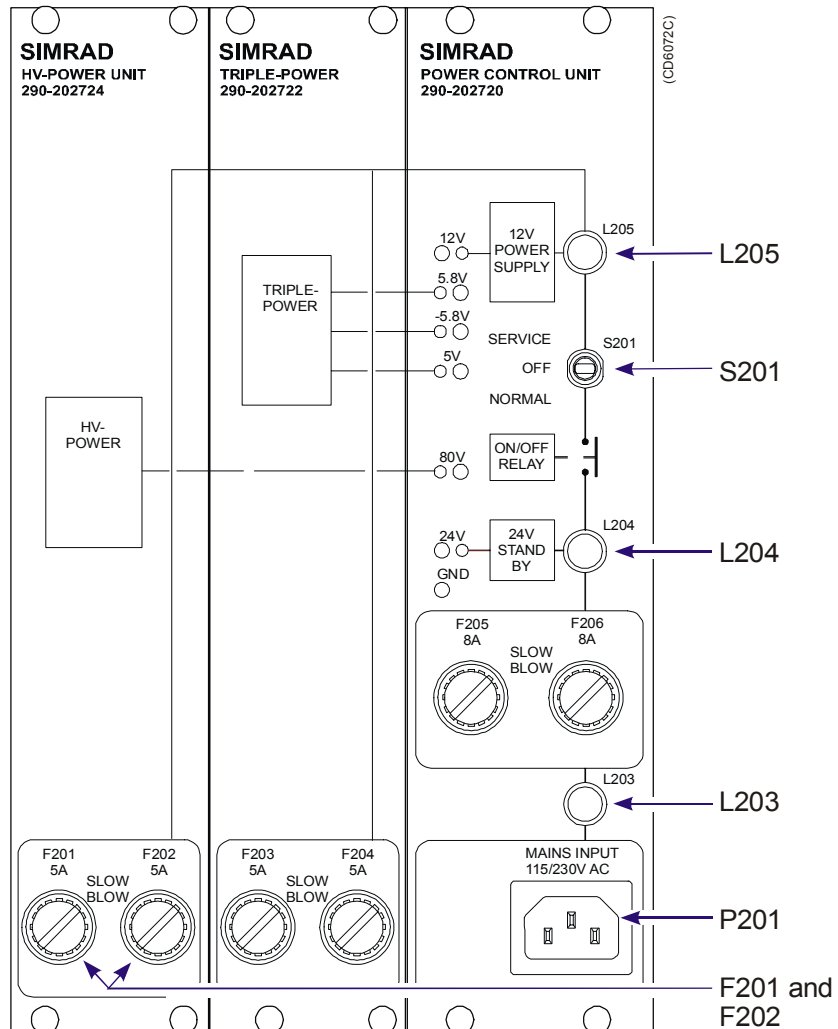 SIMRAD
HV-POWER UNIT
290-202724
SIMRAD
TRIPLE-POWER
290-202722
SIMRAD
POWER CONTROL UNIT
290-202720
(CD6072C)
L205
12V
12V
POWER
SUPPLY
L205
TRIPLE-
POWER
5.8V
-5.8V
5V
SERVICE
OFF
NORMAL
S201
S201
HV-
POWER
80V
ON/OFF
RELAY
24V
GND
24V
STAND
BY
L204
L204
F205
8A
SLOW
BLOW
F206
8A
L203
L203
F201
5A
SLOW
BLOW
F202
5A
F203
5A
SLOW
BLOW
F204
5A
MAINS INPUT
115/230V AC
P201
F201 and
F202